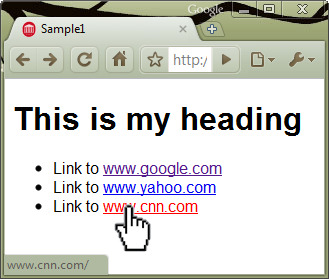 Google
Sample1
http:/
This is my heading
Link to www.google.com
Link to www.yahoo.com
Link to www.cnn.com
www.cnn.com/